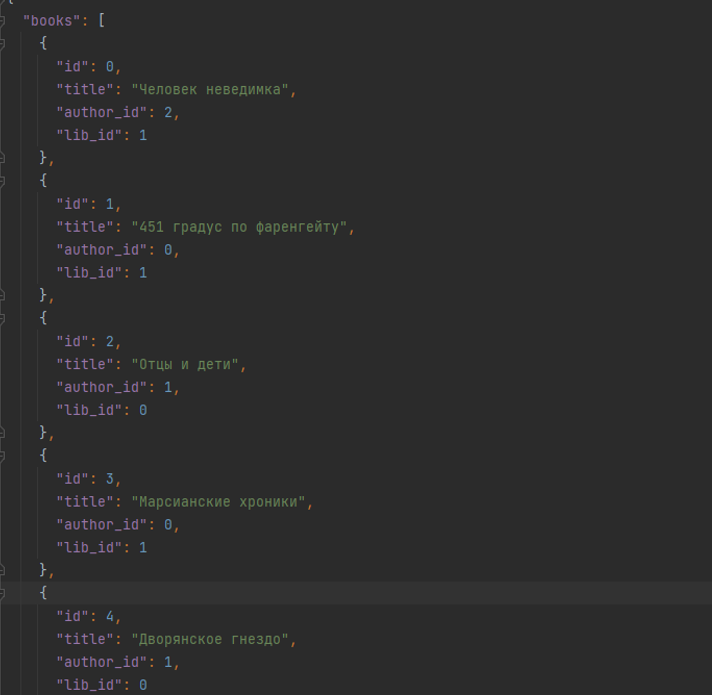 "books": [
{
"id": 0,
"title": "Человек неведимка",
"author_id": 2,
"lib_id": 1
},
{
"id": 1,
"title": "451 градус по фаренгейту",
"author_id": 0,
"lib_id": 1
},
{
"id": 2,
"title": "Отцы и дети",
"author_id": 1,
"lib_id": 0
},
{
"id": 3,
"title": "Марсианские хроники",
"author_id": 0,
"lib_id": 1
},
{
"id": 4,
"title": "Дворянское гнездо",
"author_id": 1,
"lib_id": 0